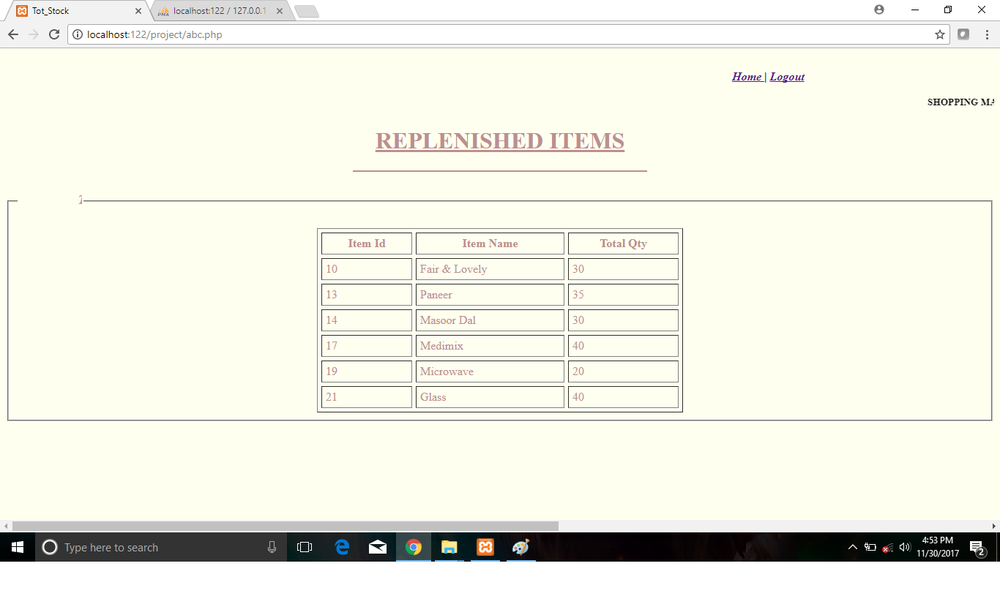 Tot_Stock
localhost:122 / 127.0.0.1
localhost:122/project/abc.php
Home | Logout
SHOPPING
REPLENISHED ITEMS
Item Id Item Name Total Qty
10 Fair & Lovely 30
13 Paneer 35
14 Masoor Dal 30
17 Medimix 40
19 Microwave 20
21 Glass 40
Type here to search
4:53 PM
11/30/2017
2